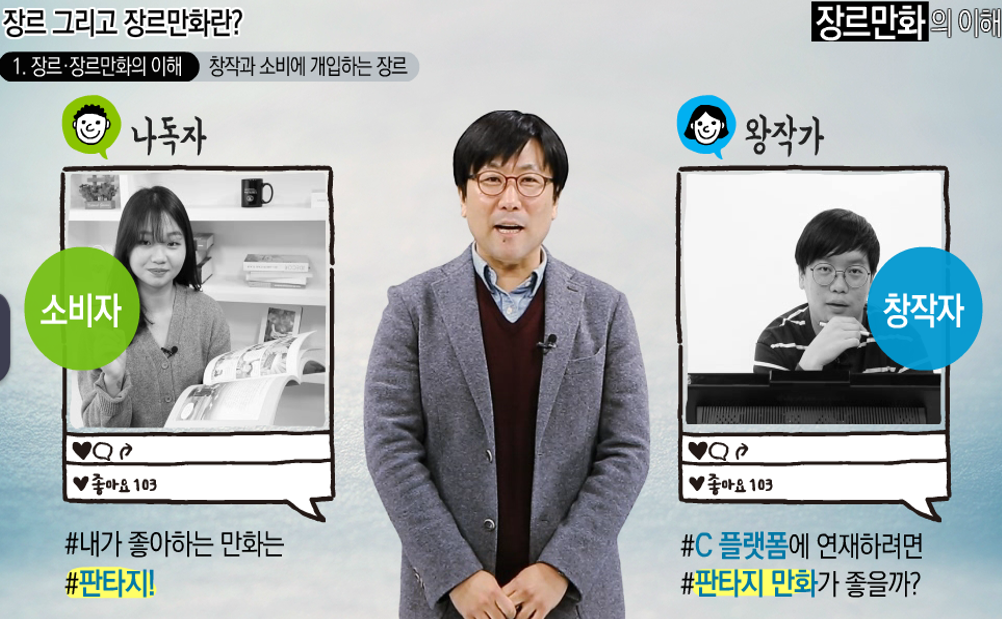 장르 그리고 장르만화란?
장르만화의 이해
1. 장르·장르만화의 이해 창작과 소비에 개입하는 장르
나독자
왕작가
소비자
창작자
좋아요 103
좋아요 103
#내가 좋아하는 만화는
#판타지!
#C 플랫폼에 연재하려면
#판타지 만화가 좋을까?